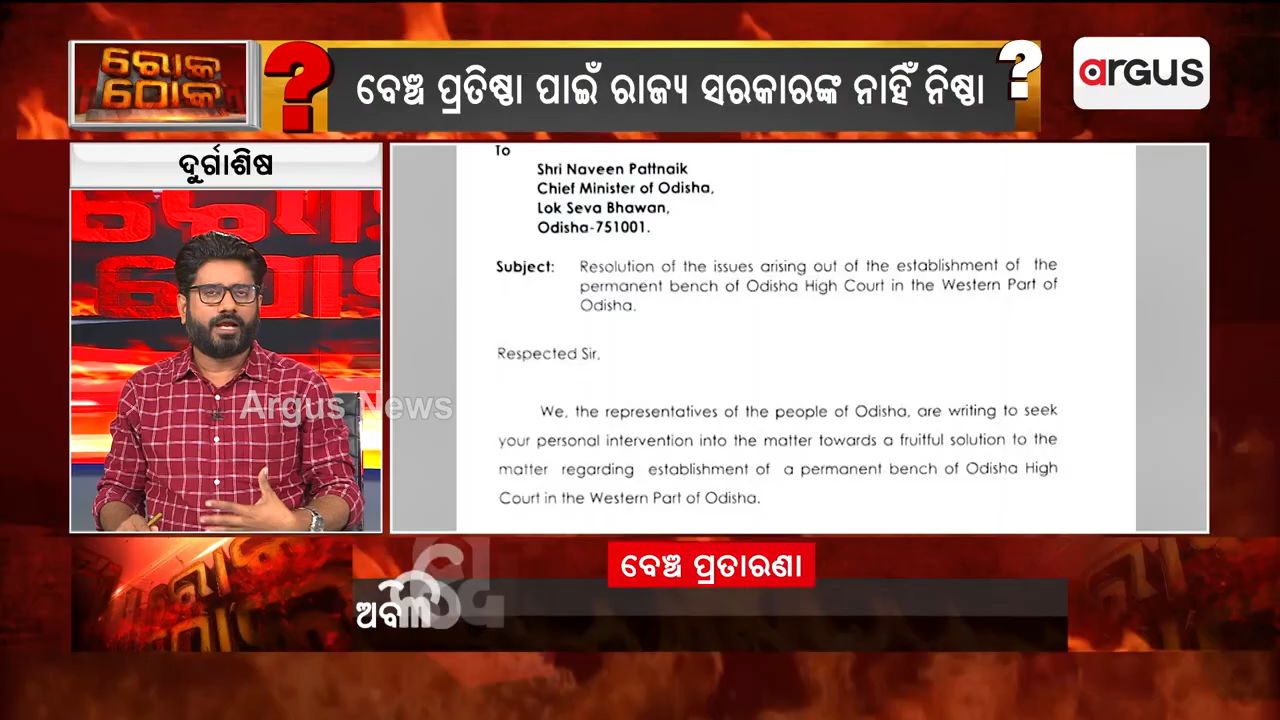 ରୋକ
ଠୋକ
? ବେଞ୍ଚ ପ୍ରତିଷ୍ଠା ପାଇଁ ରାଜ୍ୟ ସରକାରଙ୍କ ନାହିଁ ନିଷ୍ଠା ?
argus
ଦୁର୍ଗାଶିଷ
To
Shri Naveen Pattnaik
Chief Minister of Odisha,
Lok Seva Bhawan,
Odisha-751001.
Subject: Resolution of the issues arising out of the establishment of the
permanent bench of Odisha High Court in the Western Part of
Odisha.
Respected Sir,
We, the representatives of the people of Odisha, are writing to seek
your personal intervention into the matter towards a fruitful solution to the
matter regarding establishment of a permanent bench of Odisha High
Court in the Western Part of Odisha.
Argus News
ବେଞ୍ଚ ପ୍ରତାରଣା